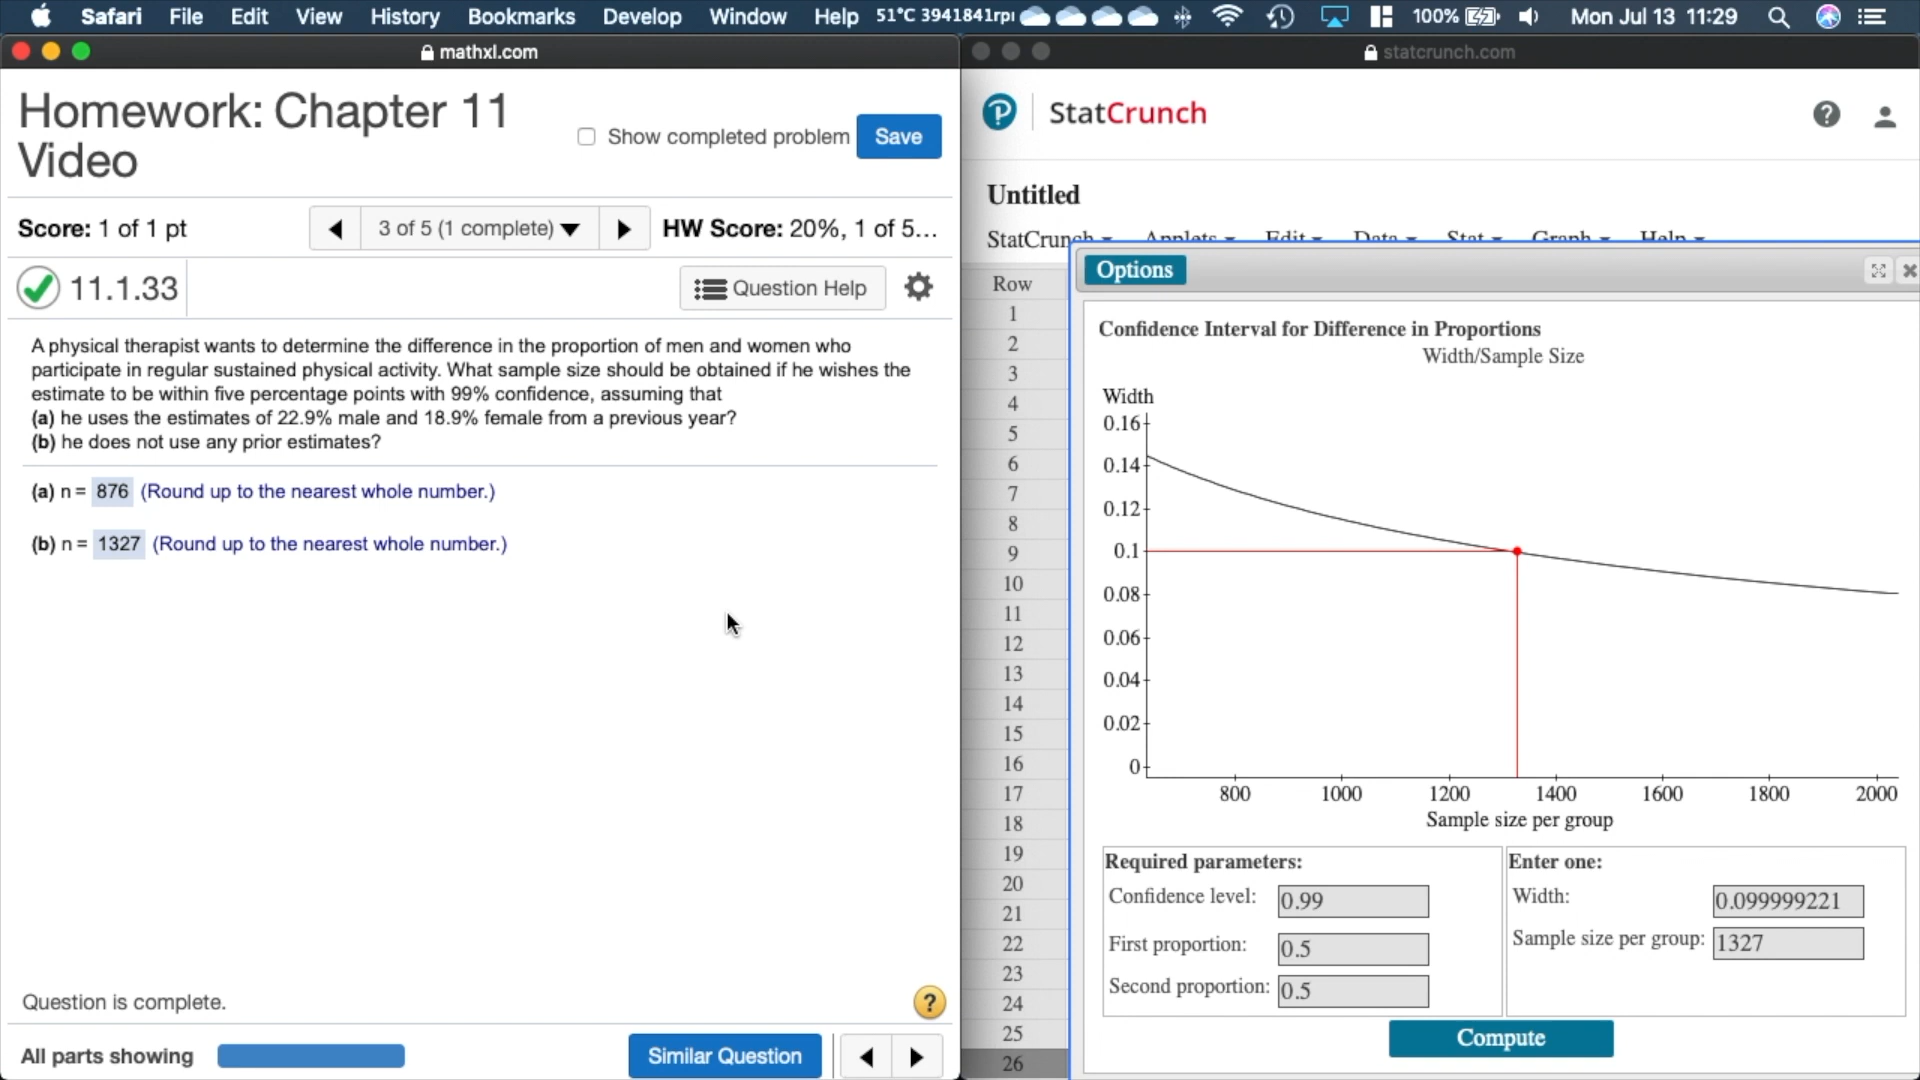 Safari File Edit View History Bookmarks Develop Window Help 51°C 3941841rpm 100% Mon Jul 13 11:29
mathxl.com
Homework: Chapter 11
Video
Show completed problem
Save
Score: 1 of 1 pt
3 of 5 (1 complete)
HW Score: 20%, 1 of 5...
11.1.33
Question Help
A physical therapist wants to determine the difference in the proportion of men and women who
participate in regular sustained physical activity. What sample size should be obtained if he wishes the
estimate to be within five percentage points with 99% confidence, assuming that
(a) he uses the estimates of 22.9% male and 18.9% female from a previous year?
(b) he does not use any prior estimates?
(a) n = 876 (Round up to the nearest whole number.)
(b) n = 1327 (Round up to the nearest whole number.)
Question is complete.
?
All parts showing
Similar Question
statcrunch.com
P
StatCrunch
?
Untitled
StatCrunch Applets Edit Data Stat Graph Help
Row
1
2
3
4
5
6
7
8
9
10
11
12
13
14
15
16
17
18
19
20
21
22
23
24
25
26
Options
Confidence Interval for Difference in Proportions
Width/Sample Size
Width
0.16
0.14
0.12
0.1
0.08
0.06
0.04
0.02
0
800 1000 1200 1400 1600 1800 2000
Sample size per group
Required parameters:
Confidence level: 0.99
First proportion: 0.5
Second proportion: 0.5
Enter one:
Width: 0.099999221
Sample size per group: 1327
Compute